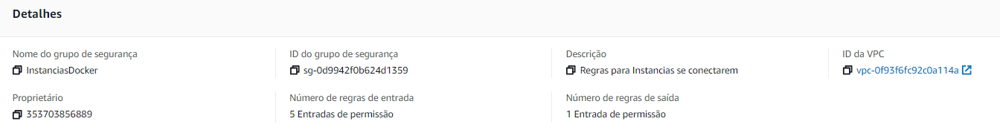 Detalhes
Nome do grupo de segurança
InstanciasDocker
ID do grupo de segurança
sg-0d9942f0b624d1359
Descrição
Regras para Instancias se conectarem
ID da VPC
vpc-0f93f6fc92c0a114a
Proprietário
353703856889
Número de regras de entrada
5 Entradas de permissão
Número de regras de saída
1 Entrada de permissão